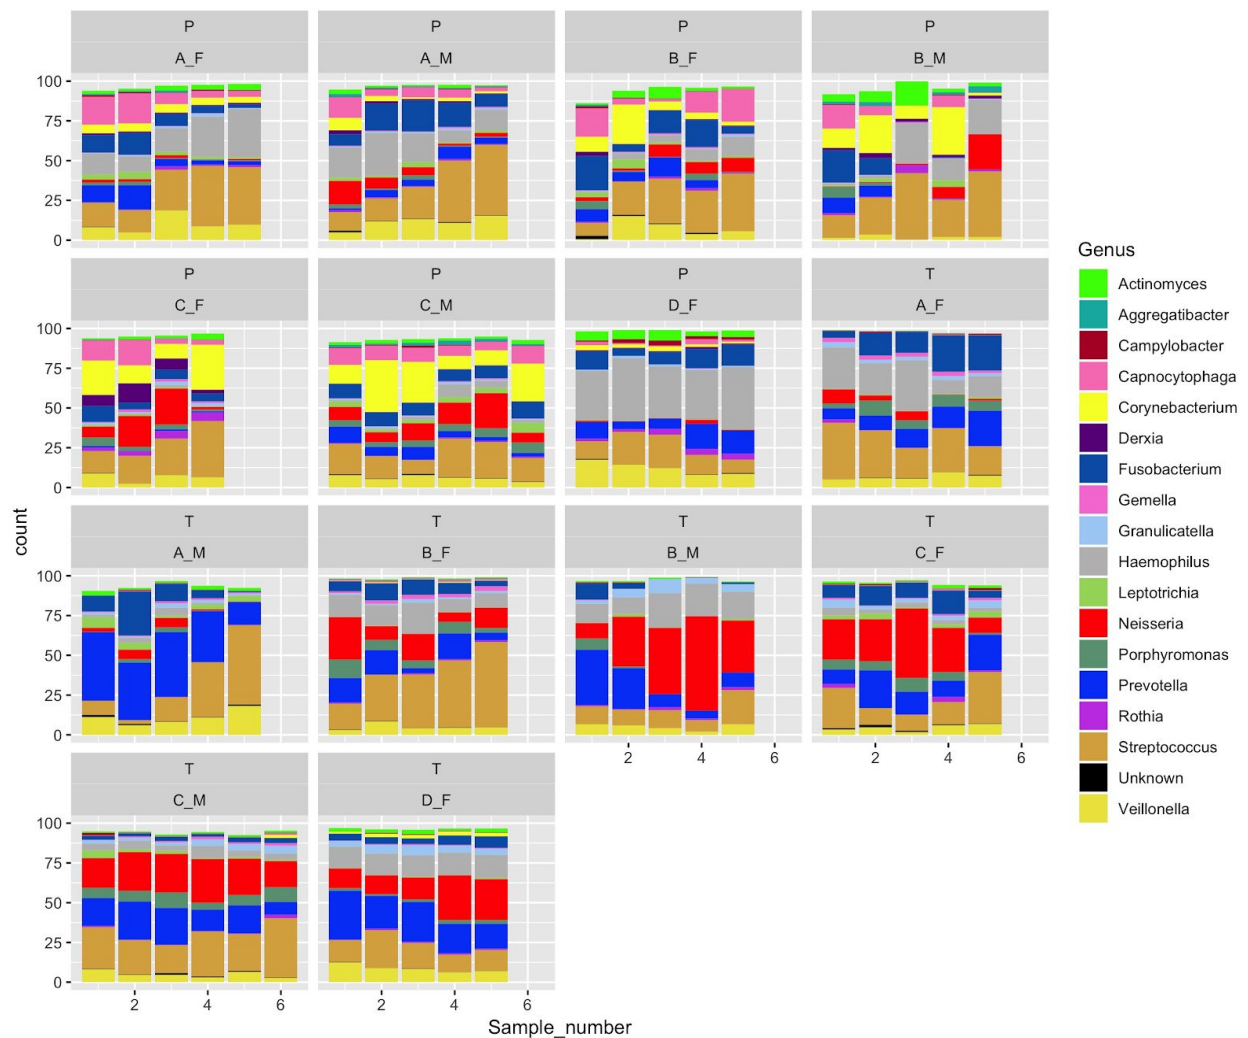 P P P P
A_F A_M B_F B_M
100
75
50
25
0
P P P T
C_F C_M D_F A_F
100
75
50
25
0
T T T T
A_M B_F B_M C_F
100
75
50
25
0
2 4 6 2 4 6
T T
C_M D_F
100
75
50
25
0
2 4 6 2 4 6
Sample_number
count
Genus
Actinomyces
Aggregatibacter
Campylobacter
Capnocytophaga
Corynebacterium
Derxia
Fusobacterium
Gemella
Granulicatella
Haemophilus
Leptotrichia
Neisseria
Porphyromonas
Prevotella
Rothia
Streptococcus
Unknown
Veillonella